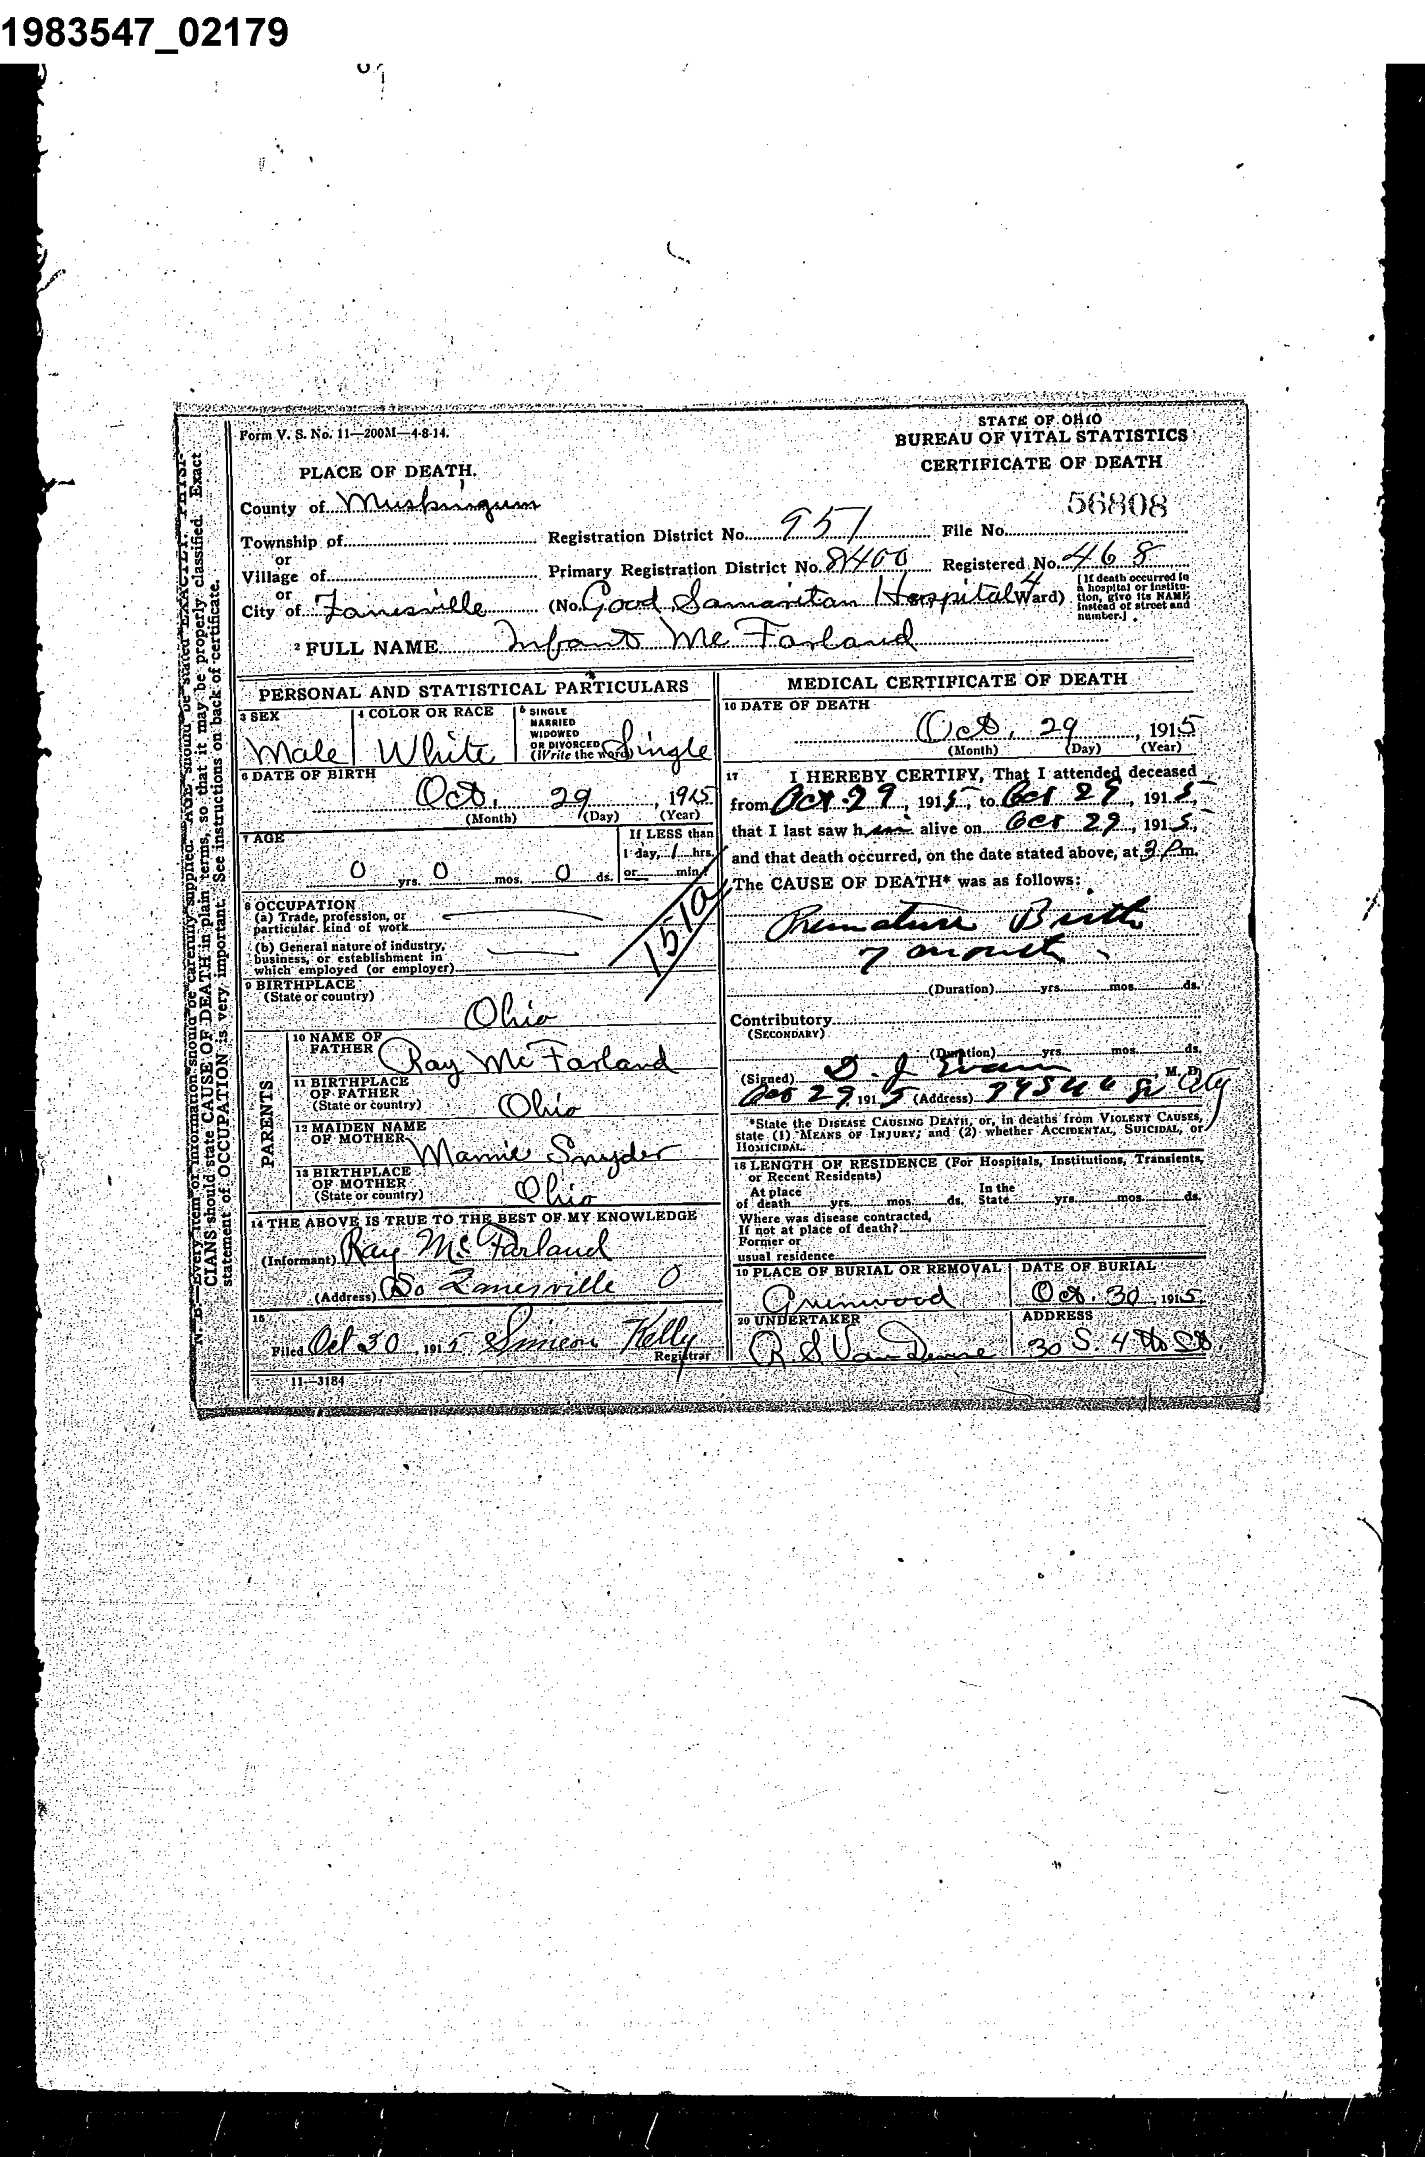 1983547_02179
Form V. S. No. 11—200M—4-8-14.
STATE OF OHIO
BUREAU OF VITAL STATISTICS
CERTIFICATE OF DEATH
PLACE OF DEATH.
County of Muskingum
56808
Township of
Registration District No. 951
File No.
or
Village of
Primary Registration District No. 8400
Registered No. 468
or
City of Zanesville
(No. Good Samaritan Hospital 4 Ward)
[If death occurred in a hospital or institution, give its NAME instead of street and number.]
2 FULL NAME Infant Mc Farland
PERSONAL AND STATISTICAL PARTICULARS
3 SEX
Male
4 COLOR OR RACE
White
5 SINGLE
MARRIED
WIDOWED
OR DIVORCED
(Write the word) Single
6 DATE OF BIRTH
Oct. 29, 1915
(Month) (Day) (Year)
7 AGE
0 yrs. 0 mos. 0 ds.
If LESS than
1 day, 1 hrs.
or min.?
8 OCCUPATION
(a) Trade, profession, or
particular kind of work
(b) General nature of industry,
business, or establishment in
which employed (or employer)
1510
9 BIRTHPLACE
(State or country)
Ohio
PARENTS
10 NAME OF
FATHER Ray Mc Farland
11 BIRTHPLACE
OF FATHER
(State or country) Ohio
12 MAIDEN NAME
OF MOTHER Mamie Snyder
13 BIRTHPLACE
OF MOTHER
(State or country) Ohio
14 THE ABOVE IS TRUE TO THE BEST OF MY KNOWLEDGE
(Informant) Ray Mc Farland
(Address) So Zanesville O
15
Filed Oct 30, 1915 Simeon Kelly
Registrar
11—3184
MEDICAL CERTIFICATE OF DEATH
16 DATE OF DEATH
Oct. 29, 1915
(Month) (Day) (Year)
17 I HEREBY CERTIFY, That I attended deceased
from Oct 29, 1915, to Oct 29, 1915,
that I last saw him alive on Oct 29, 1915,
and that death occurred, on the date stated above, at 3 Pm.
The CAUSE OF DEATH* was as follows:
Premature Birth
7 month
(Duration) yrs. mos. ds.
Contributory
(SECONDARY)
(Duration) yrs. mos. ds.
(Signed) D. J. Evans M. D.
Oct 29, 1915 (Address) City
*State the DISEASE CAUSING DEATH, or, in deaths from VIOLENT CAUSES,
state (1) MEANS OF INJURY; and (2) whether ACCIDENTAL, SUICIDAL, or
HOMICIDAL.
18 LENGTH OF RESIDENCE (For Hospitals, Institutions, Transients,
or Recent Residents)
At place
of death yrs. mos. ds.
In the
State yrs. mos. ds.
Where was disease contracted,
If not at place of death?
Former or
usual residence
19 PLACE OF BURIAL OR REMOVAL
Grenwood
DATE OF BURIAL
Oct. 30, 1915.
20 UNDERTAKER
ADDRESS
30 S. 4th St.
N. B.—Every item of information should be carefully supplied. AGE should be stated EXACTLY. PHYSI-
CIANS should state CAUSE OF DEATH in plain terms, so that it may be properly classified. Exact
statement of OCCUPATION is very important. See instructions on back of certificate.